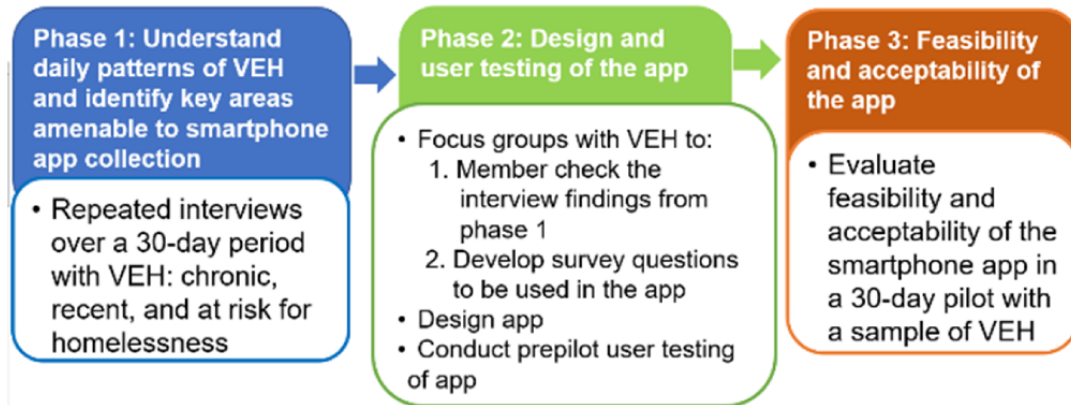 Phase 1: Understand
daily patterns of VEH
and identify key areas
amenable to smartphone
app collection
• Repeated interviews
over a 30-day period
with VEH: chronic,
recent, and at risk for
homelessness
Phase 2: Design and
user testing of the app
• Focus groups with VEH to:
1. Member check the
interview findings from
phase 1
2. Develop survey questions
to be used in the app
• Design app
• Conduct prepilot user testing
of app
Phase 3: Feasibility
and acceptability of
the app
• Evaluate
feasibility and
acceptability of the
smartphone app in
a 30-day pilot with
a sample of VEH